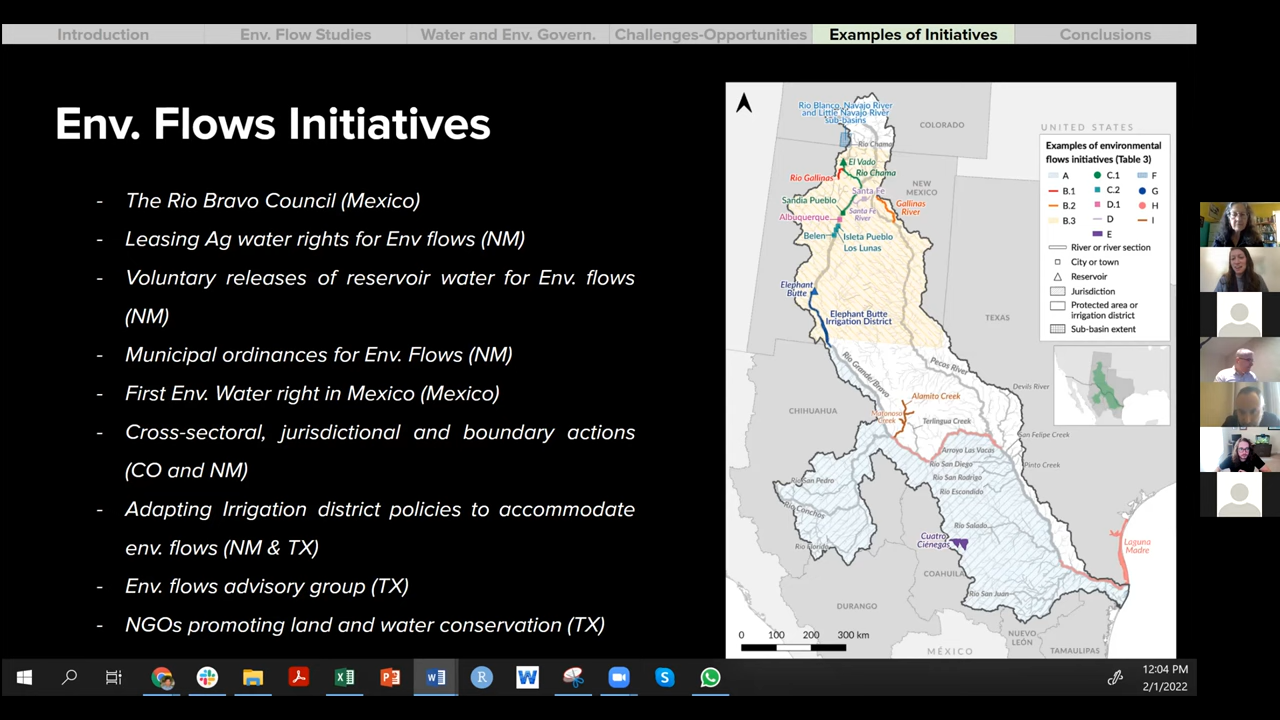 Introduction
Env. Flow Studies
Water and Env. Govern.
Challenges-Opportunities
Examples of Initiatives
Conclusions
Env. Flows Initiatives
- The Rio Bravo Council (Mexico)
- Leasing Ag water rights for Env flows (NM)
- Voluntary releases of reservoir water for Env. flows
(NM)
- Municipal ordinances for Env. Flows (NM)
- First Env. Water right in Mexico (Mexico)
- Cross-sectoral, jurisdictional and boundary actions
(CO and NM)
- Adapting Irrigation district policies to accommodate
env. flows (NM & TX)
- Env. flows advisory group (TX)
- NGOs promoting land and water conservation (TX)
Rio Blanco, Navajo River
and Little Navajo River
sub-basins
COLORADO
Rio Chama
El Vado
Rio Chama
Rio Gallinas
NEW
MEXICO
Santa Fe
Sandia Pueblo
Santa Fe
River
Gallinas
River
Albuquerque
Belen
Isleta Pueblo
Los Lunas
Elephant
Butte
Elephant Butte
Irrigation District
TEXAS
Rio Grande/Bravo
Pecos River
Devils River
CHIHUAHUA
Alamito Creek
Creek
Terlingua Creek
San Felipe Creek
Arroyo Las Vacas
Rio San Diego
Pinto Creek
Rio San Pedro
Rio San Rodrigo
Rio Escondido
Rio Conchos
Rio Salado
Cuatro
Ciénegas
Rio Florido
Laguna
Madre
COAHUILA
Rio San Juan
DURANGO
NUEVO
LEÓN
MÉXICO
TAMAULIPAS
0 100 200 300 km
UNITED STATES
Examples of environmental
flows initiatives (Table 3)
A C.1 F
B.1 C.2 G
B.2 D.1 H
B.3 D I
E
River or river section
City or town
Reservoir
Jurisdiction
Protected area or
irrigation district
Sub-basin extent
12:04 PM
2/1/2022